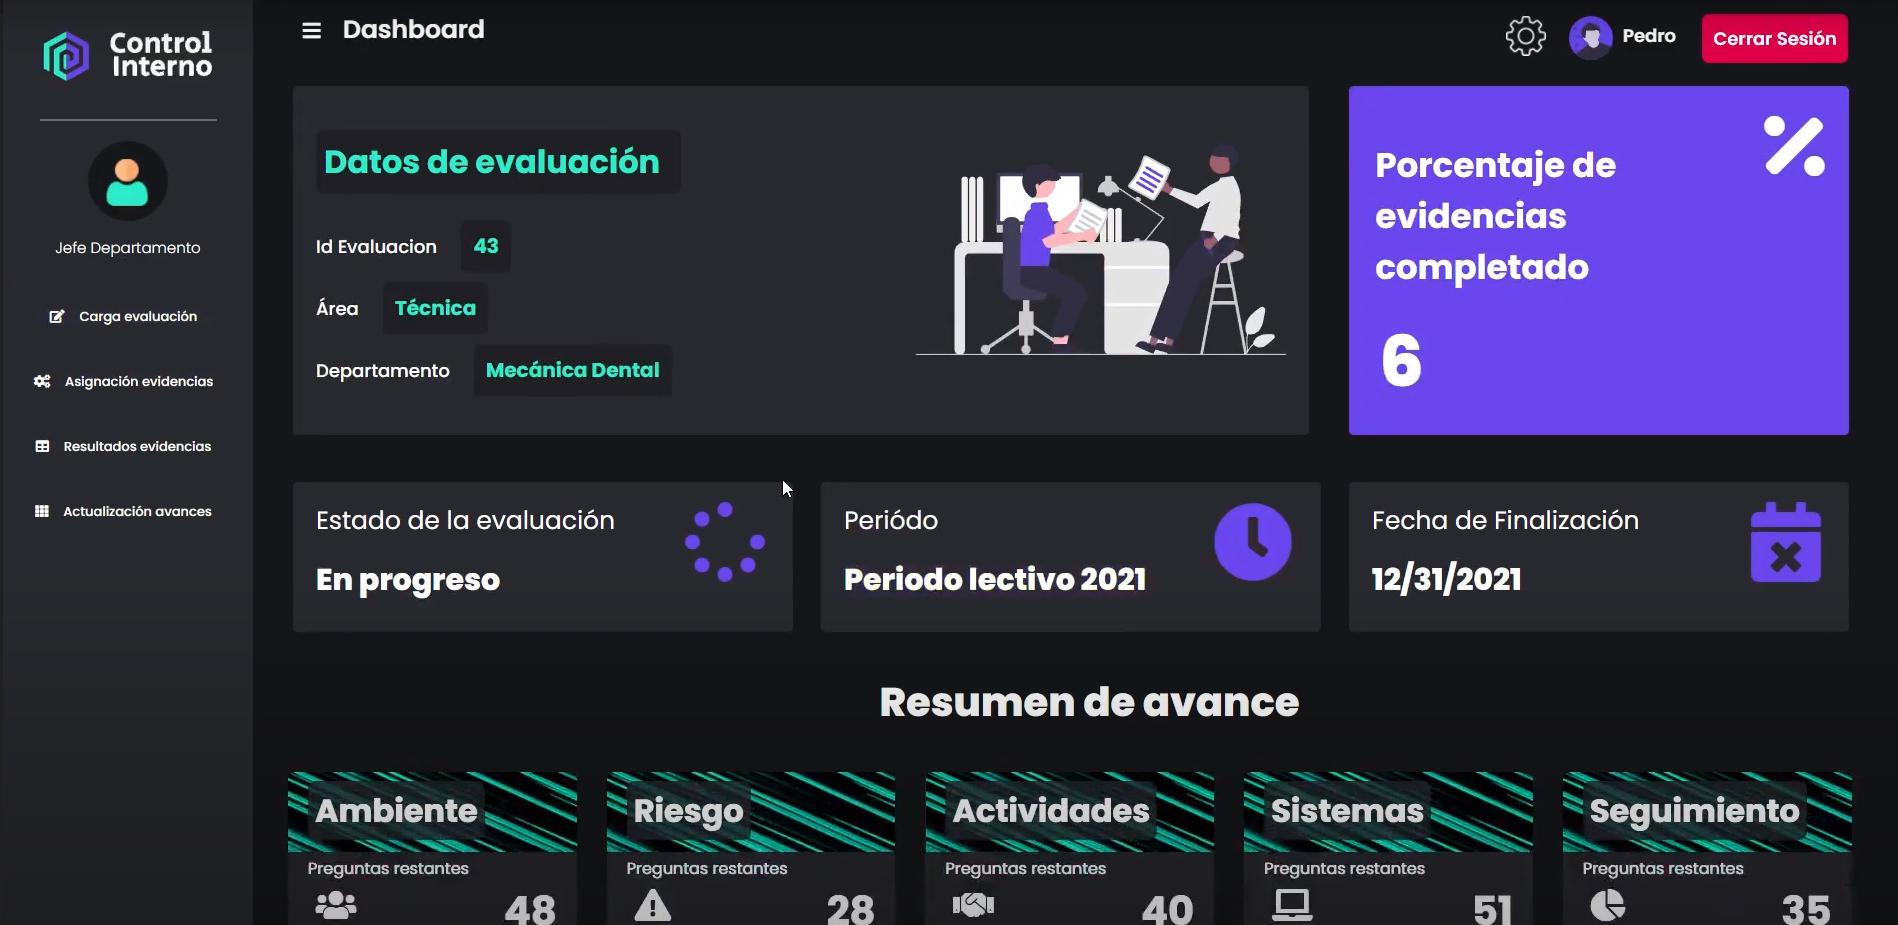 Control
Interno
Jefe Departamento
Carga evaluación
Asignación evidencias
Resultados evidencias
Actualización avances
Dashboard
Pedro
Cerrar Sesión
Datos de evaluación
Id Evaluacion 43
Área Técnica
Departamento Mecánica Dental
Porcentaje de
evidencias
completado
6
Estado de la evaluación
En progreso
Periódo
Periodo lectivo 2021
Fecha de Finalización
12/31/2021
Resumen de avance
Ambiente
Preguntas restantes
48
Riesgo
Preguntas restantes
28
Actividades
Preguntas restantes
40
Sistemas
Preguntas restantes
51
Seguimiento
Preguntas restantes
35